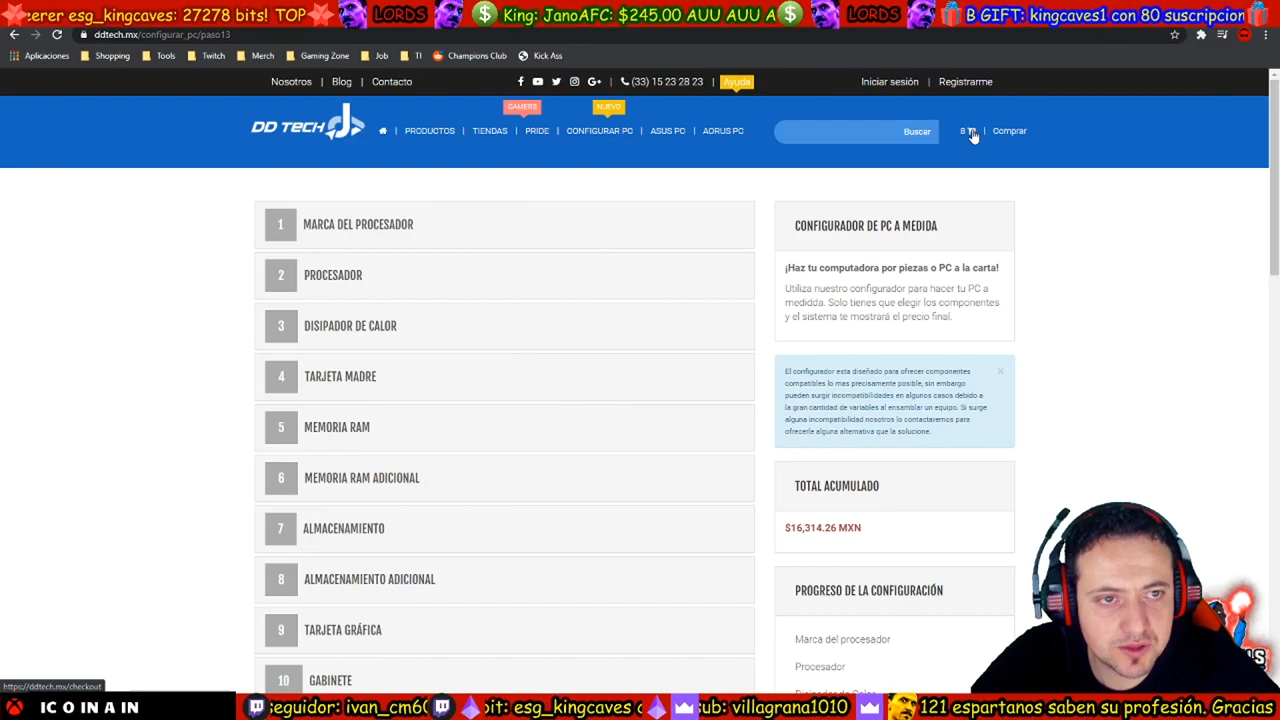 erer esg_kingcaves: 27278 bits! TOP
LORDS
King: JanoAFC: $245.00 AUU AUU A
LORDS
B GIFT: kingcaves1 con 80 suscripcion
ddtech.mx/configurar_pc/paso13
Aplicaciones Shopping Tools Twitch Merch Gaming Zone Job TI Champions Club Kick Ass
Nosotros | Blog | Contacto
| (33) 15 23 28 23 | Ayuda
Iniciar sesión | Registrarme
GAMERS
NUEVO
DD TECH
| PRODUCTOS | TIENDAS | PRIDE | CONFIGURAR PC | ASUS PC | AORUS PC
Buscar
| Comprar
1 MARCA DEL PROCESADOR
2 PROCESADOR
3 DISIPADOR DE CALOR
4 TARJETA MADRE
5 MEMORIA RAM
6 MEMORIA RAM ADICIONAL
7 ALMACENAMIENTO
8 ALMACENAMIENTO ADICIONAL
9 TARJETA GRÁFICA
10 GABINETE
CONFIGURADOR DE PC A MEDIDA
¡Haz tu computadora por piezas o PC a la carta!
Utiliza nuestro configurador para hacer tu PC a
medidda. Solo tienes que elegir los componentes
y el sistema te mostrará el precio final.
El configurador esta diseñado para ofrecer componentes
compatibles lo mas precisamente posible, sin embargo
pueden surgir incompatibilidades en algunos casos debido a
la gran cantidad de variables al ensamblar un equipo. Si surge
alguna incompatibilidad nosotros lo contactaremos para
ofrecerle alguna alternativa que la solucione.
TOTAL ACUMULADO
$16,314.26 MXN
PROGRESO DE LA CONFIGURACIÓN
Marca del procesador
Procesador
https://ddtech.mx/checkout
I C O I N A I N
seguidor: ivan_cm6
bit: esg_kingcaves
sub: villagrana1010
121 espartanos saben su profesión. Gracias